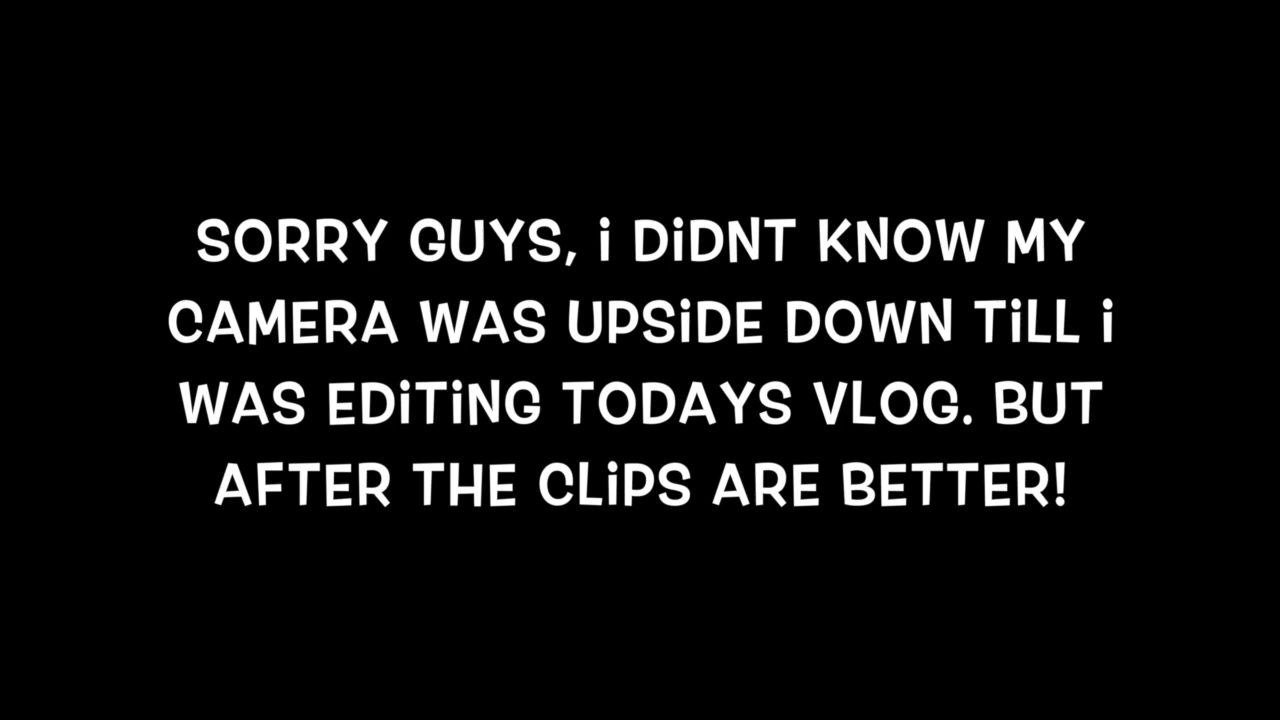 SORRY GUYS, i DiDNT KNOW MY
CAMERA WAS UPSiDE DOWN TiLL i
WAS EDiTiNG TODAYS VLOG. BUT
AFTER THE CLiPS ARE BETTER!